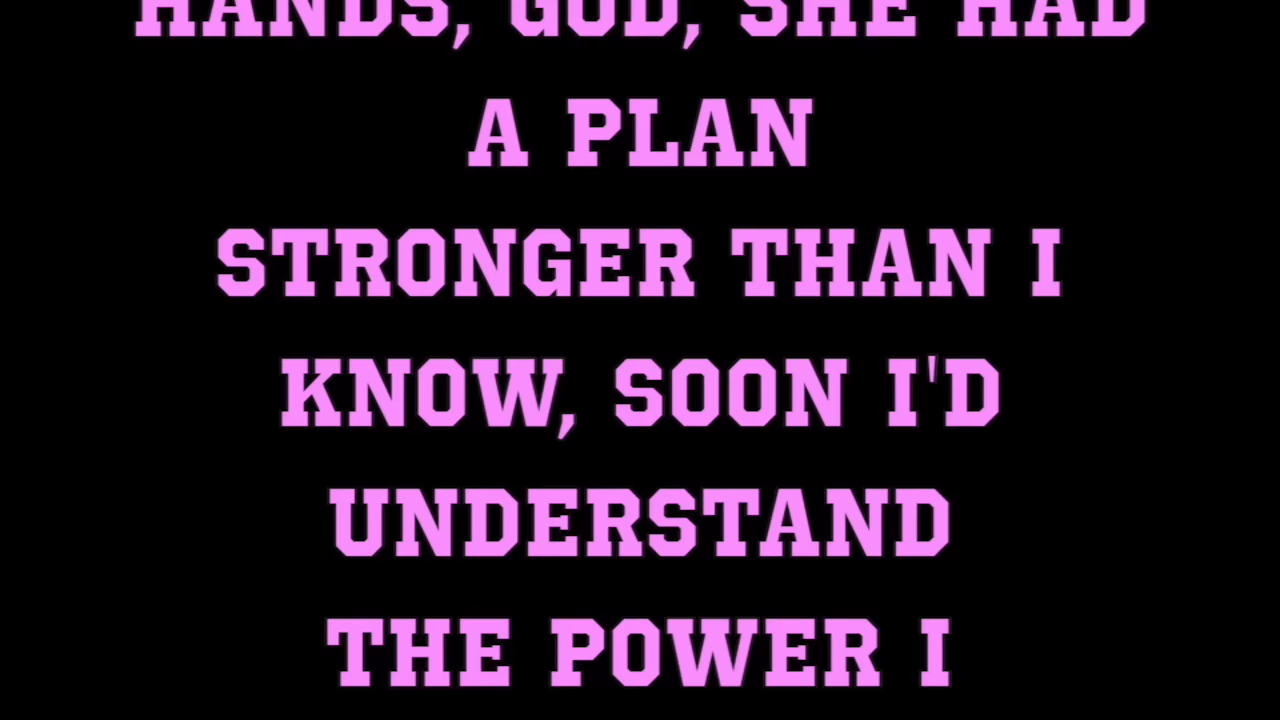 HANDS, GOD, SHE HAD
A PLAN
STRONGER THAN I
KNOW, SOON I'D
UNDERSTAND
THE POWER I